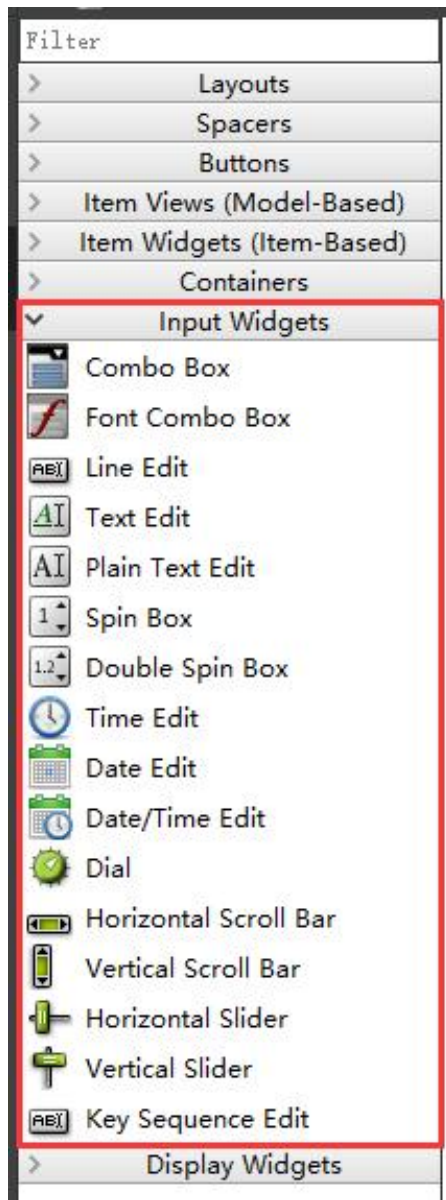 Filter
Layouts
Spacers
Buttons
Item Views (Model-Based)
Item Widgets (Item-Based)
Containers
Input Widgets
Combo Box
Font Combo Box
Line Edit
Text Edit
Plain Text Edit
Spin Box
Double Spin Box
Time Edit
Date Edit
Date/Time Edit
Dial
Horizontal Scroll Bar
Vertical Scroll Bar
Horizontal Slider
Vertical Slider
Key Sequence Edit
Display Widgets